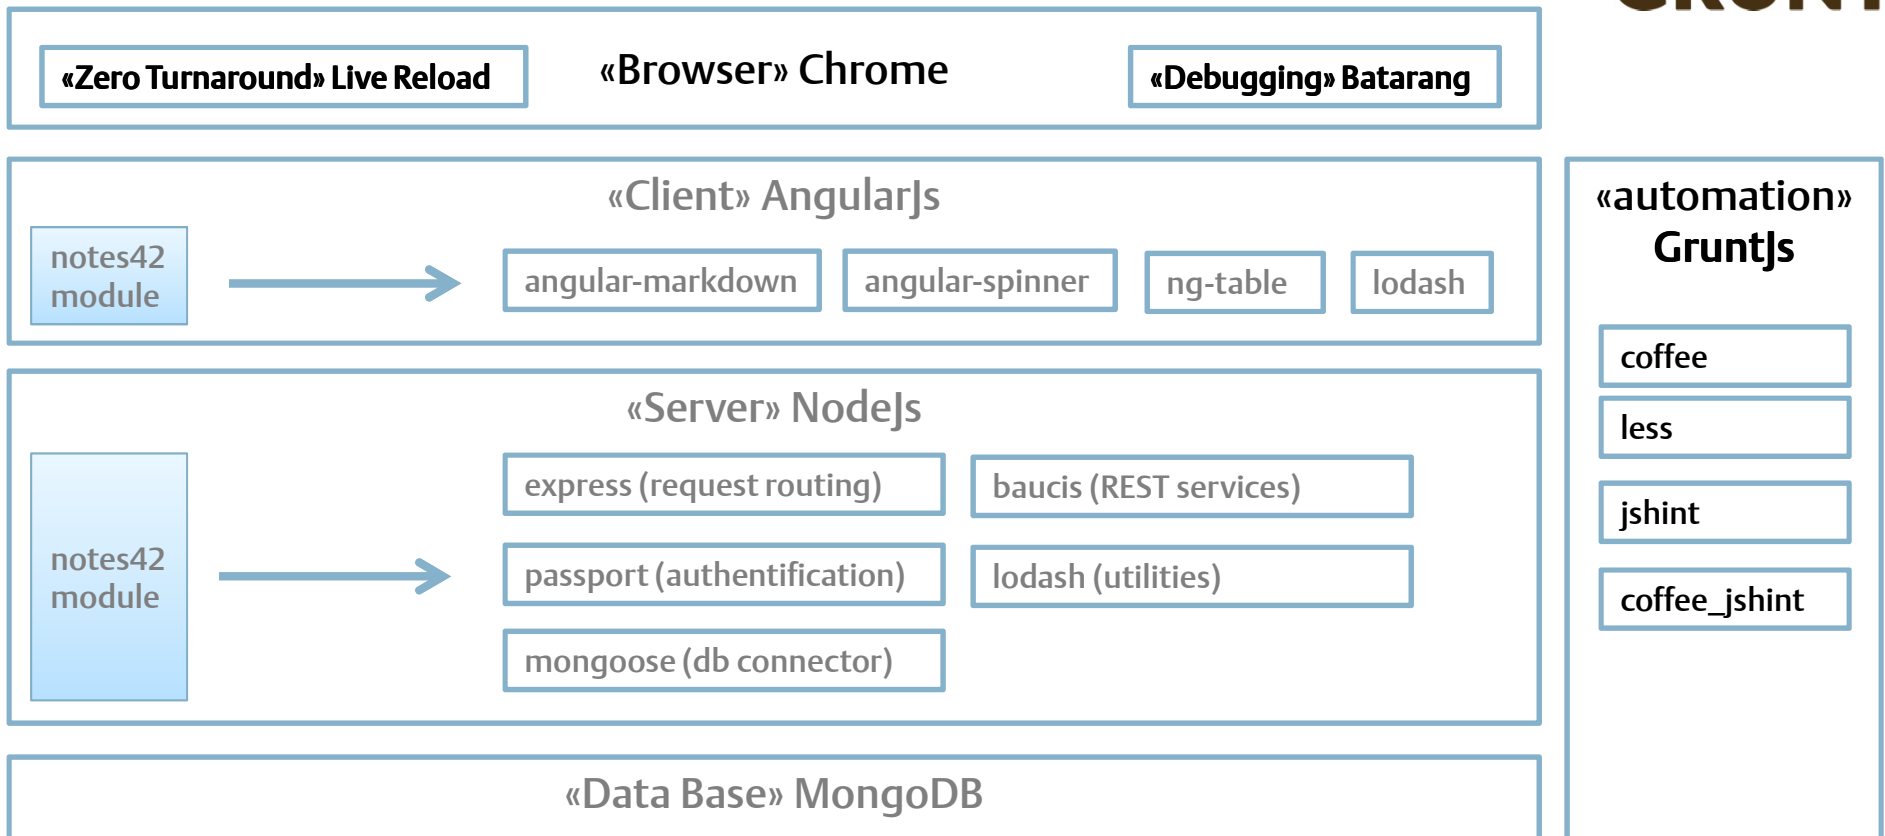 GRUNT
«Zero Turnaround» Live Reload
«Browser» Chrome
«Debugging» Batarang
«Client» AngularJs
notes42
module
angular-markdown
angular-spinner
ng-table
lodash
«Server» NodeJs
notes42
module
express (request routing)
baucis (REST services)
passport (authentification)
lodash (utilities)
mongoose (db connector)
«Data Base» MongoDB
«automation»
GruntJs
coffee
less
jshint
coffee_jshint